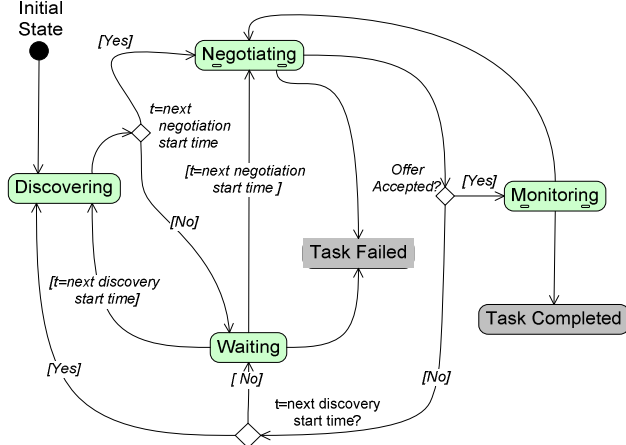 Initial
State
[Yes]
Negotiating
t=next
negotiation
start time
[t=next negotiation
start time ]
Offer
Accepted?
[Yes]
Discovering
Monitoring
[No]
Task Failed
[t=next discovery
start time]
Task Completed
Waiting
[Yes]
[ No]
[No]
t=next discovery
start time?